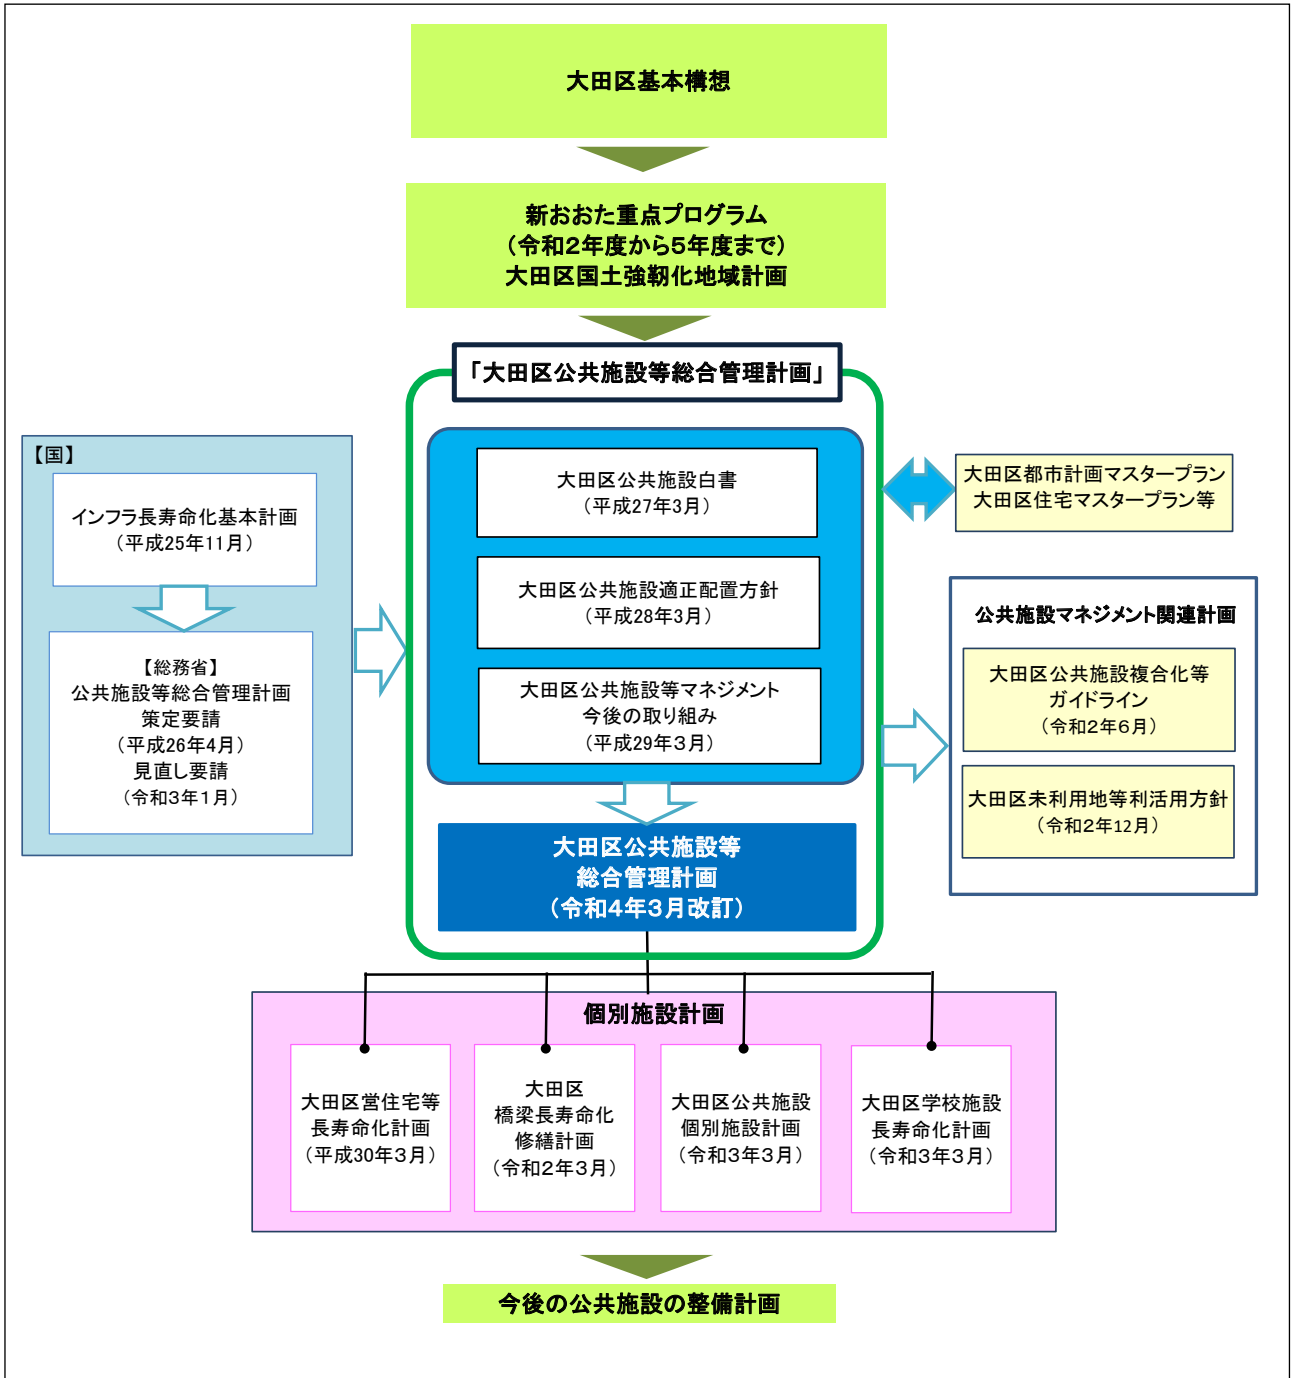 大田区基本構想
新おおた重点プログラム
(令和2年度から5年度まで)
大田区国土強靭化地域計画
「大田区公共施設等総合管理計画」
【国】
インフラ長寿命化基本計画
（平成25年11月）
【総務省】
公共施設等総合管理計画
策定要請
（平成26年4月）
見直し要請
（令和3年1月）
大田区公共施設白書
（平成27年3月）
大田区公共施設適正配置方針
（平成28年3月）
大田区公共施設等マネジメント
今後の取り組み
（平成29年3月）
大田区公共施設等
総合管理計画
（令和4年3月改訂）
大田区都市計画マスタープラン
大田区住宅マスタープラン等
公共施設マネジメント関連計画
大田区公共施設複合化等
ガイドライン
（令和2年6月）
大田区未利用地等利活用方針
（令和2年12月）
個別施設計画
大田区営住宅等
長寿命化計画
（平成30年3月）
大田区
橋梁長寿命化
修繕計画
（令和2年3月）
大田区公共施設
個別施設計画
（令和3年3月）
大田区学校施設
長寿命化計画
（令和3年3月）
今後の公共施設の整備計画